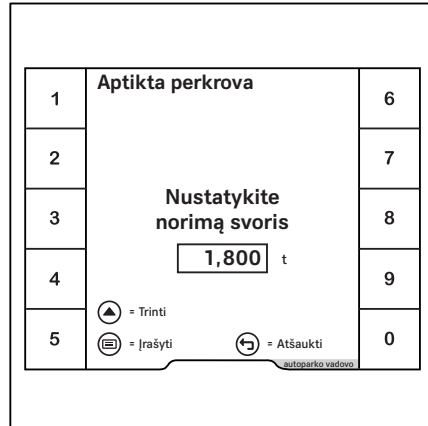 Aptikta perkrova
1
6
2
7
Nustatykite
3
norimą svoris
8
1,800 t
4
9
= Trinti
5
= Įrašyti
= Atšaukti
0
autoparko vadovo